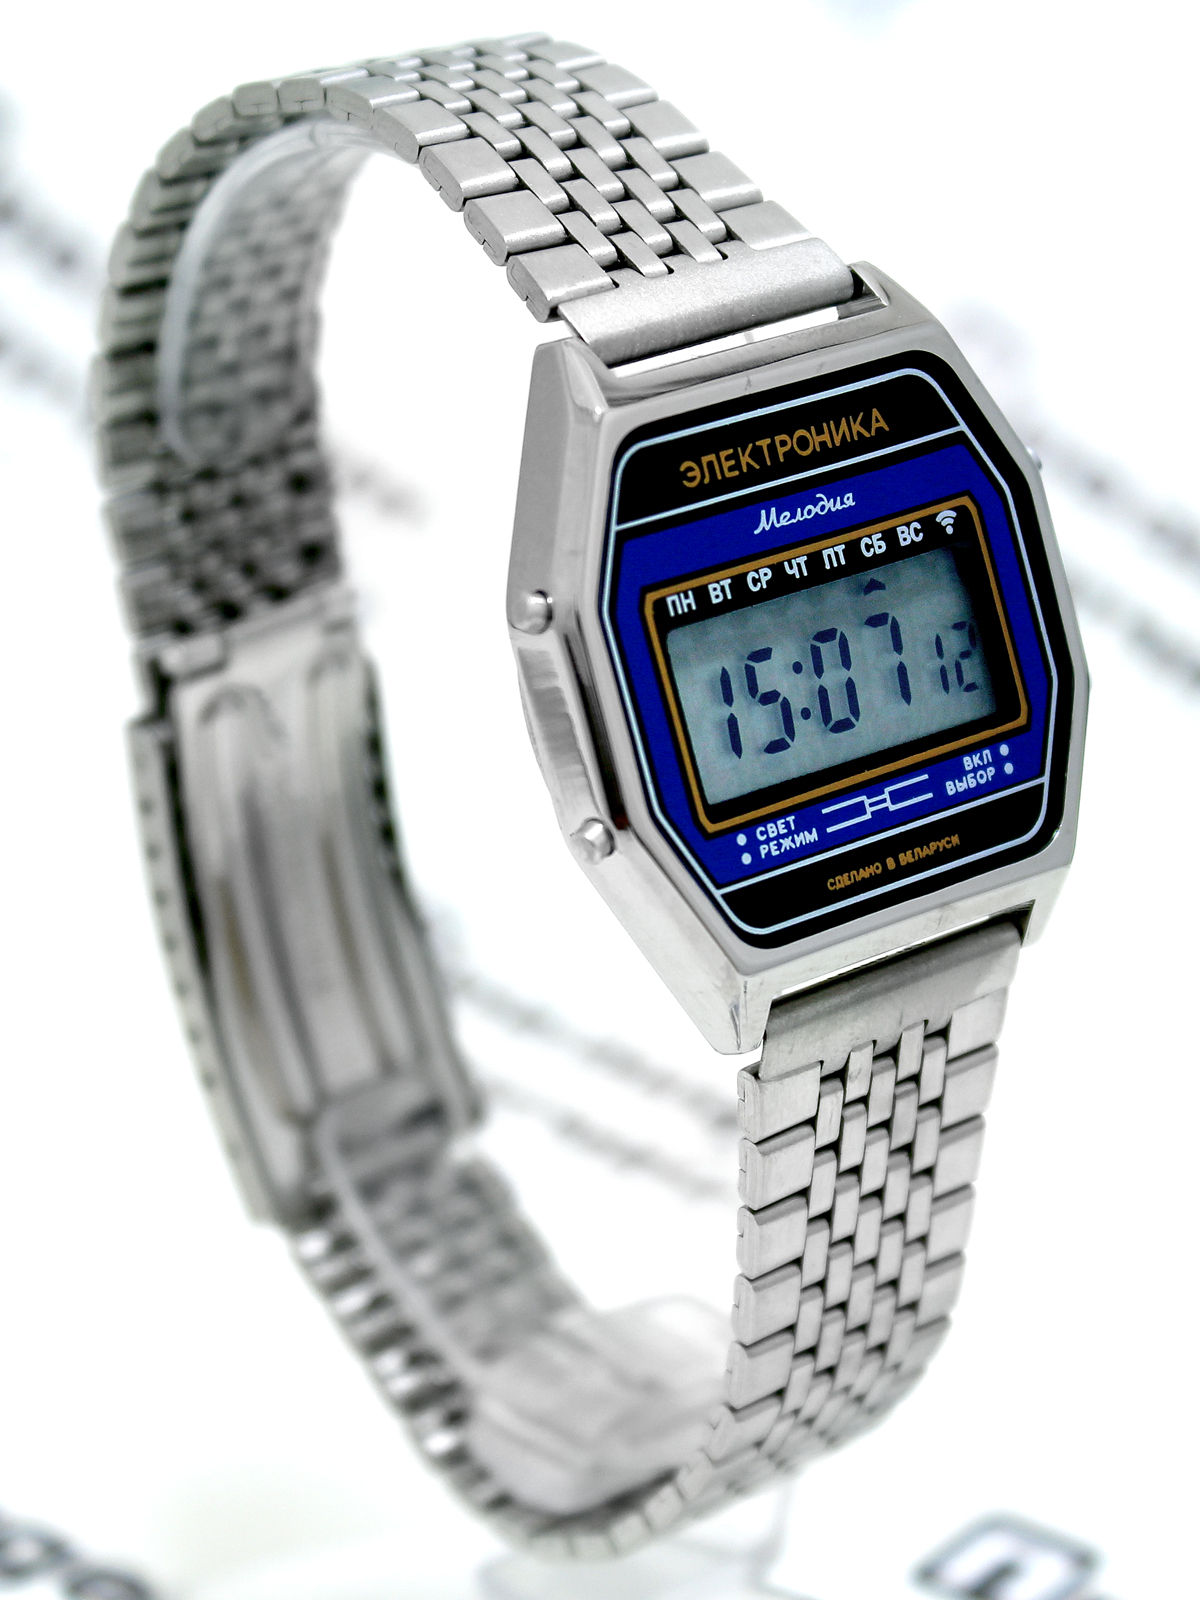 ЭЛЕКТРОНИКА
Мелодия
ПН ВТ СР ЧТ ПТ СБ ВС
15:07 12
СВЕТ
РЕЖИМ
ВКЛ
ВЫБОР
СДЕЛАНО В БЕЛАРУСИ